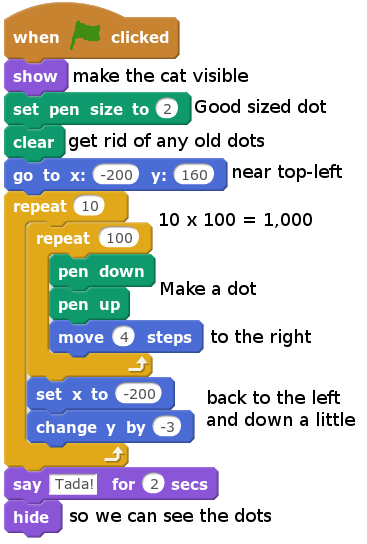 when clicked
show make the cat visible
set pen size to 2 Good sized dot
clear get rid of any old dots
go to x: -200 y: 160 near top-left
repeat 10
10 x 100 = 1,000
repeat 100
pen down
Make a dot
pen up
move 4 steps to the right
set x to -200 back to the left
change y by -3 and down a little
say Tada! for 2 secs
hide so we can see the dots